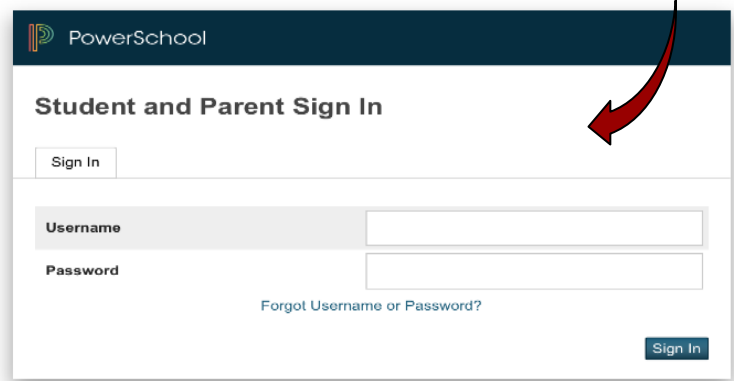 PowerSchool
Student and Parent Sign In
Sign In
Username
Password
Forgot Username or Password?
Sign In